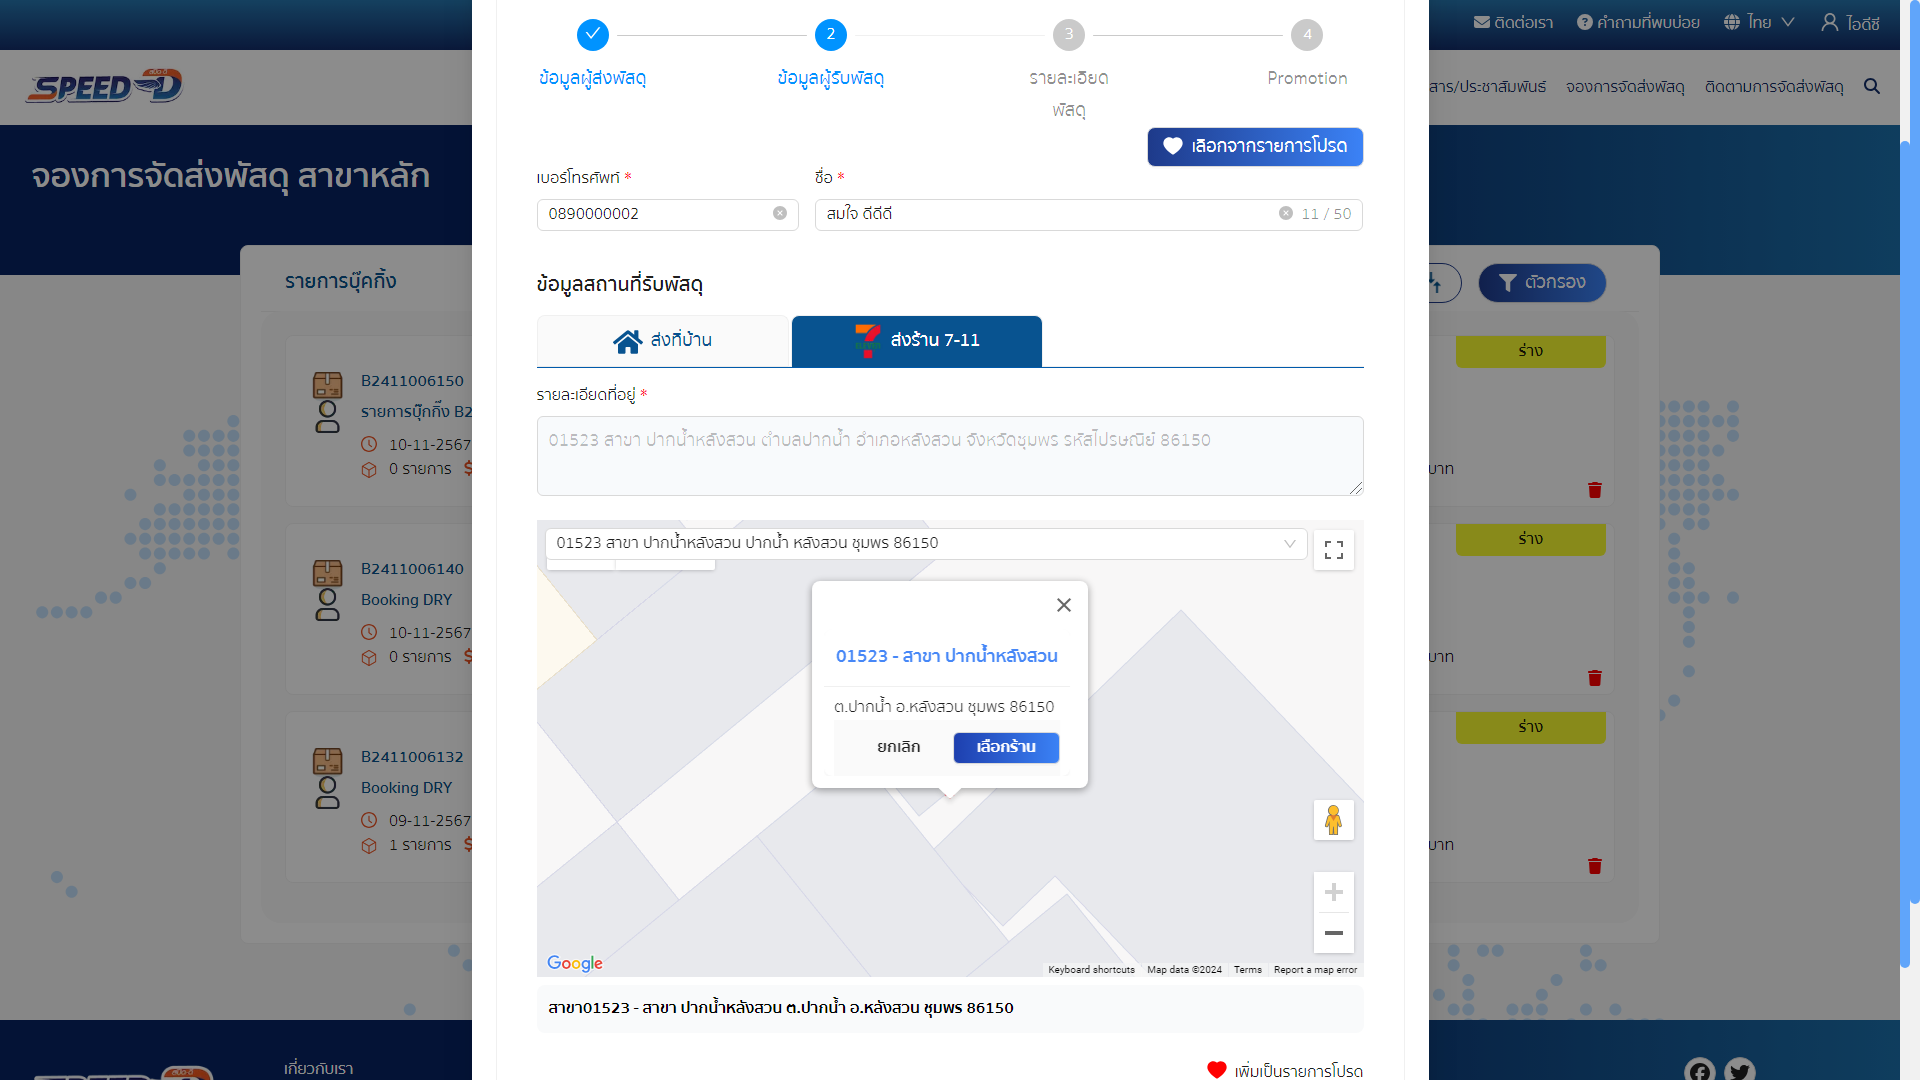 ติดต่อเรา
คำถามที่พบบ่อย
ไทย
ไอดีซี
SPEED-D
สาร/ประชาสัมพันธ์
จองการจัดส่งพัสดุ
ติดตามการจัดส่งพัสดุ
จองการจัดส่งพัสดุ สาขาหลัก
2
3
4
ข้อมูลผู้ส่งพัสดุ
ข้อมูลผู้รับพัสดุ
รายละเอียด
พัสดุ
Promotion
เลือกจากรายการโปรด
เบอร์โทรศัพท์ *
ชื่อ *
0890000002
สมใจ ดีดีดี
11 / 50
ข้อมูลสถานที่รับพัสดุ
ส่งที่บ้าน
ส่งร้าน 7-11
รายละเอียดที่อยู่ *
01523 สาขา ปากน้ำหลังสวน ตำบลปากน้ำ อำเภอหลังสวน จังหวัดชุมพร รหัสไปรษณีย์ 86150
01523 สาขา ปากน้ำหลังสวน ปากน้ำ หลังสวน ชุมพร 86150
01523 - สาขา ปากน้ำหลังสวน
ต.ปากน้ำ อ.หลังสวน ชุมพร 86150
ยกเลิก
เลือกร้าน
Google
Keyboard shortcuts
Map data ©2024
Terms
Report a map error
สาขา01523 - สาขา ปากน้ำหลังสวน ต.ปากน้ำ อ.หลังสวน ชุมพร 86150
เพิ่มเป็นรายการโปรด
รายการบุ๊คกิ้ง
ตัวกรอง
B2411006150
รายการบุ๊กกิ้ง B2
10-11-2567
0 รายการ
ร่าง
บาท
B2411006140
Booking DRY
10-11-2567
0 รายการ
ร่าง
บาท
B2411006132
Booking DRY
09-11-2567
1 รายการ
ร่าง
บาท
เกี่ยวกับเรา